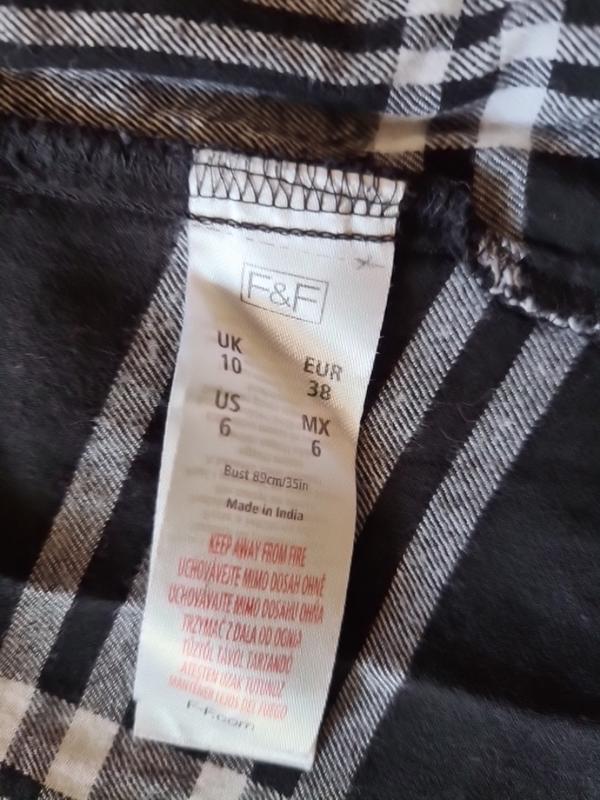 F&F
UK
10
EUR
38
US
6
MX
6
Bust 89cm/35in
Made in India
KEEP AWAY FROM FIRE
UCHOVÁVEJTE MIMO DOSAH OHNĚ
UCHOVÁVAJTE MIMO DOSAHU OHŇA
TRZYMAĆ Z DALA OD OGNIA
TŰZTŐL TÁVOL TARTANDÓ
ATEŞTEN UZAK TUTUNUZ
MANTENER LEJOS DEL FUEGO
F-F.com